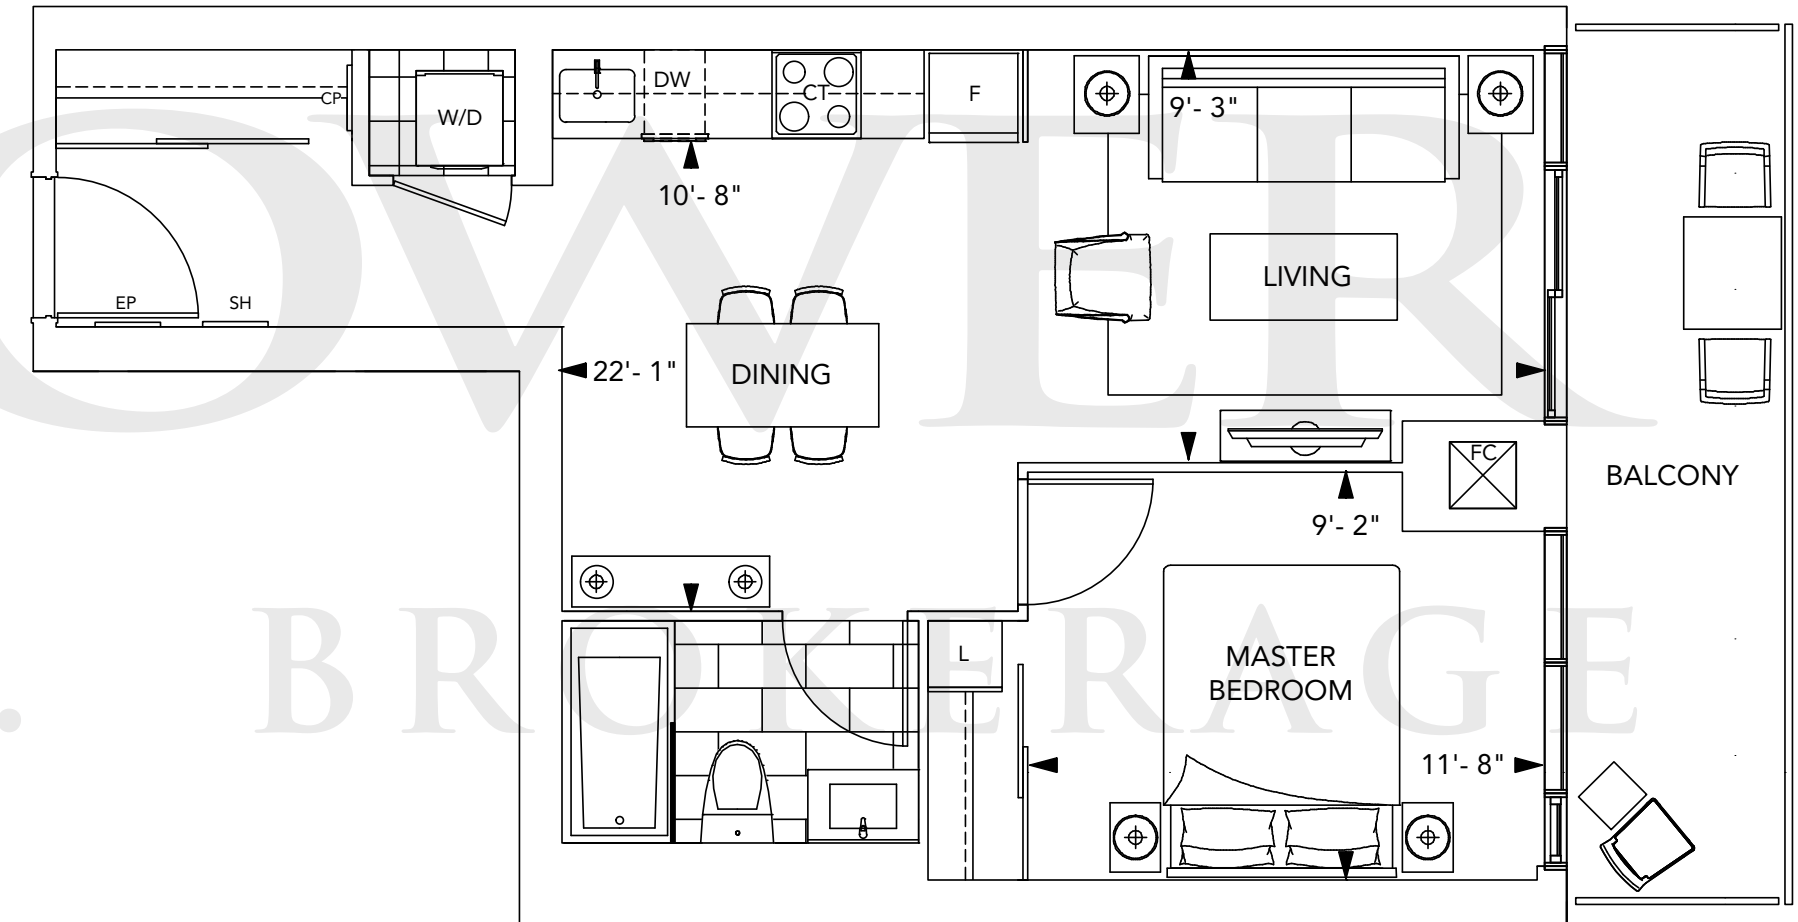 OWER
BROKERAGE
CP
W/D
DW
CT
F
9'- 3"
10'- 8"
EP
SH
LIVING
22'- 1"
DINING
FC
BALCONY
9'- 2"
L
MASTER
BEDROOM
11'- 8"